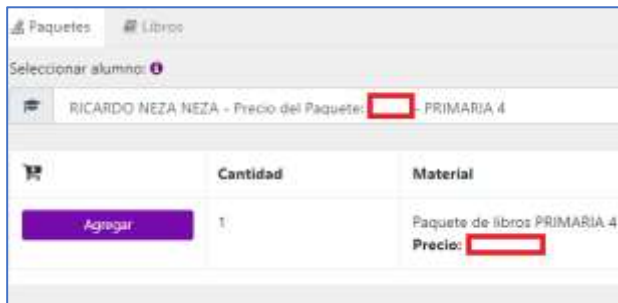 Paquetes Libros
Seleccionar alumno:
RICARDO NEZA NEZA - Precio del Paquete: - PRIMARIA 4
Cantidad Material
Agregar 1 Paquete de libros PRIMARIA 4
Precio: